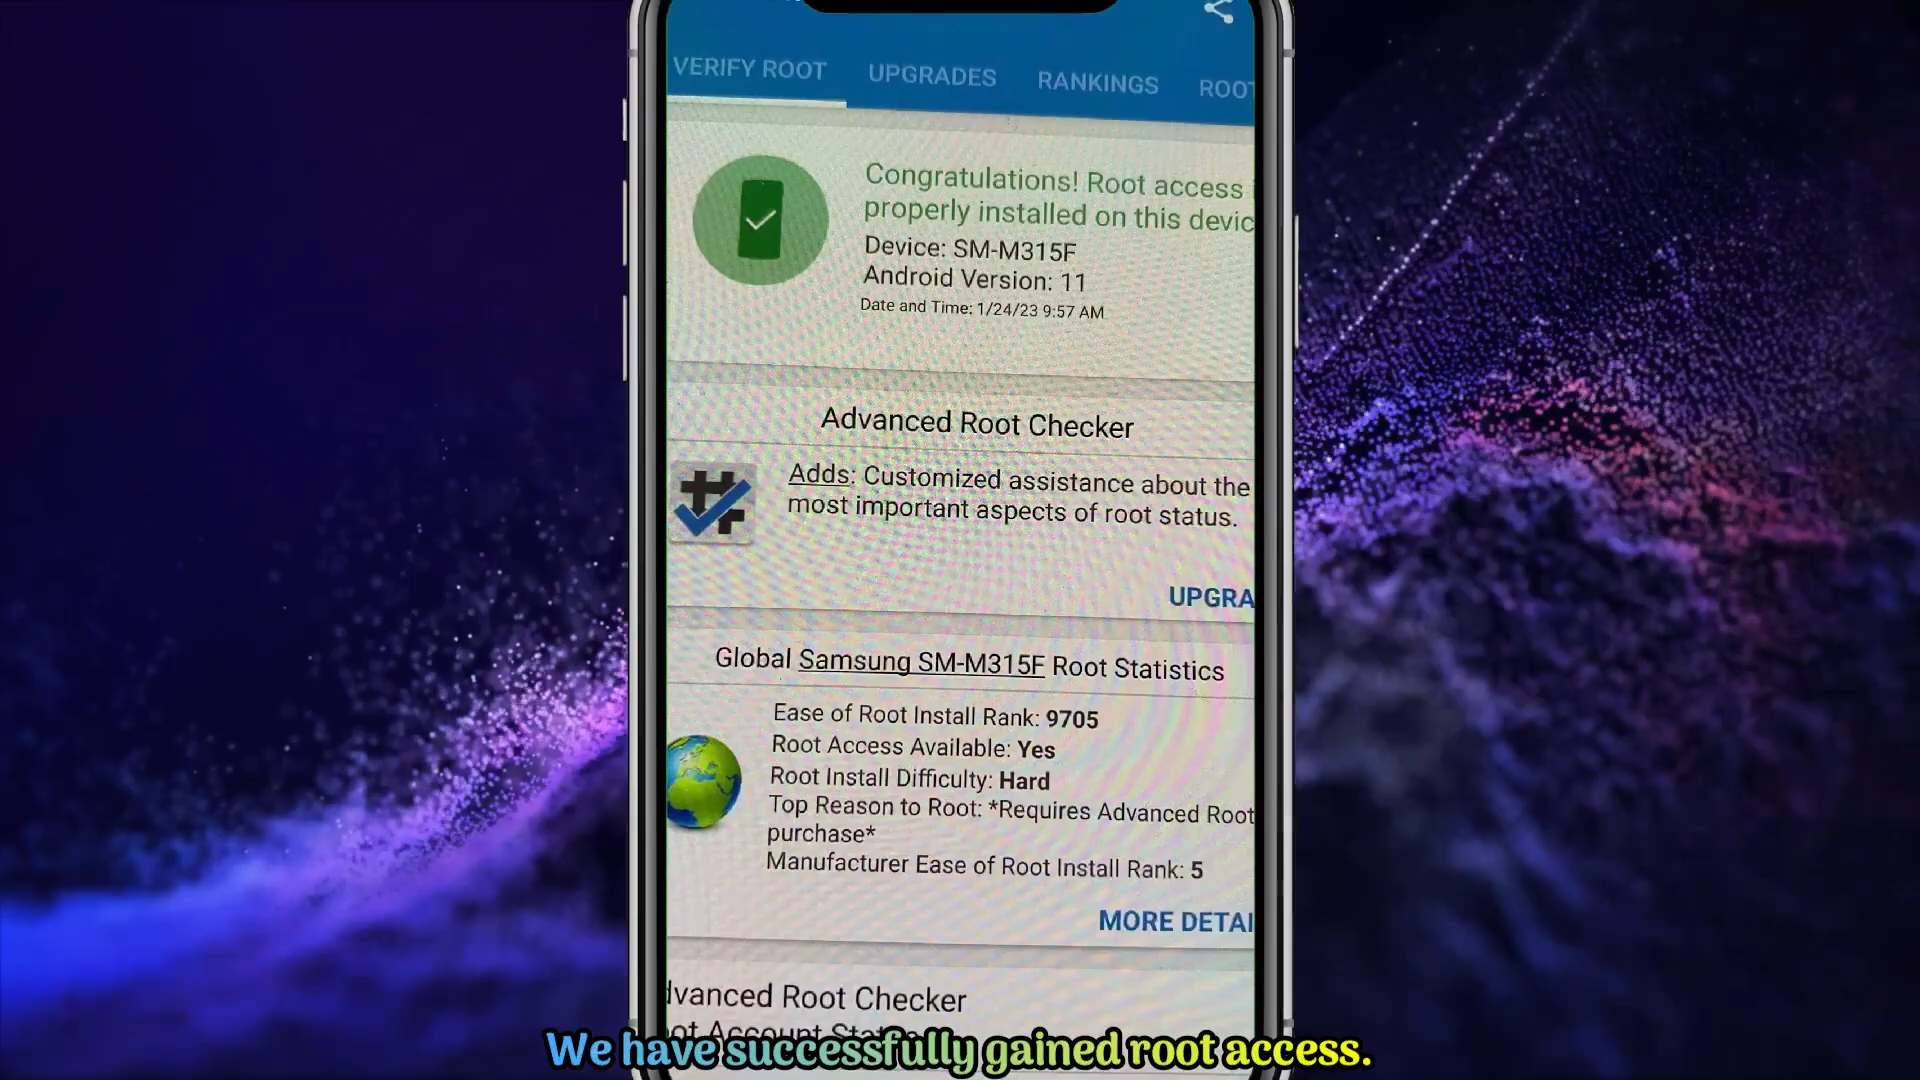 VERIFY ROOT UPGRADES RANKINGS ROOT
Congratulations! Root access
properly installed on this devic
Device: SM-M315F
Android Version: 11
Date and Time: 1/24/23 9:57 AM
Advanced Root Checker
Adds: Customized assistance about the
most important aspects of root status.
UPGRA
Global Samsung SM-M315F Root Statistics
Ease of Root Install Rank: 9705
Root Access Available: Yes
Root Install Difficulty: Hard
Top Reason to Root: *Requires Advanced Root
purchase*
Manufacturer Ease of Root Install Rank: 5
MORE DETAI
dvanced Root Checker
oot Account
We have successfully gained root access.